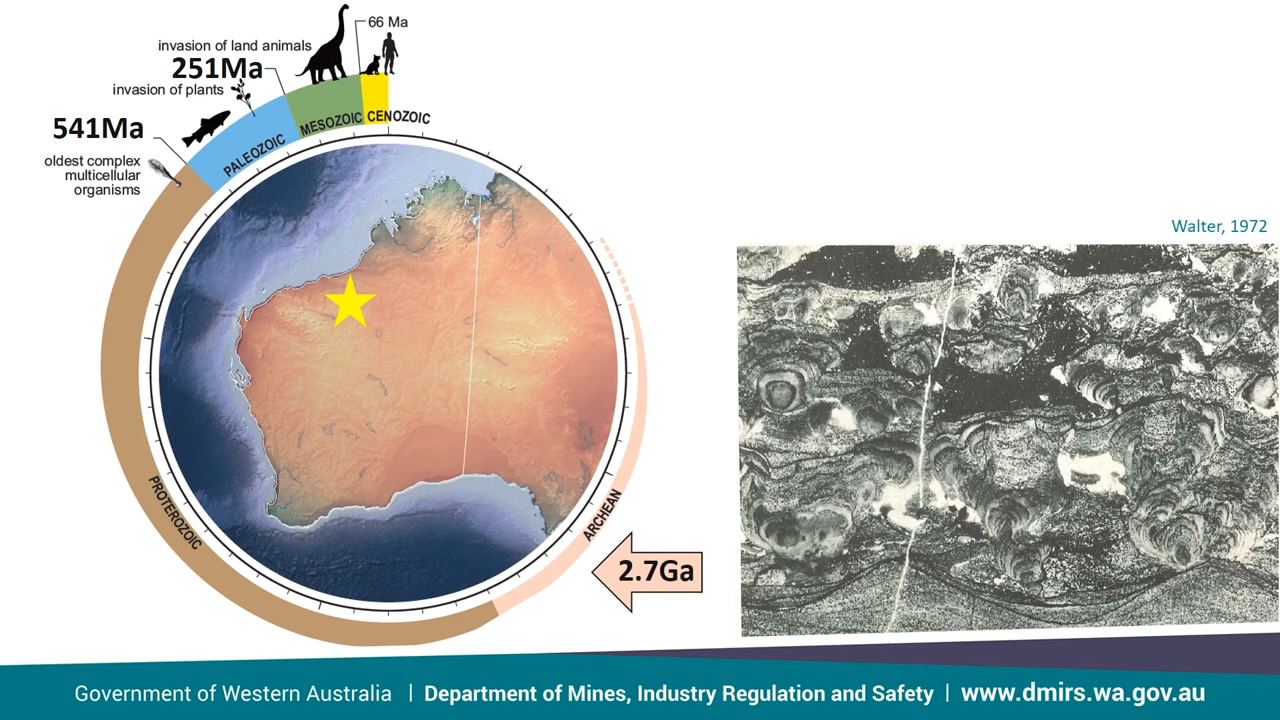 66 Ma
invasion of land animals
251Ma
invasion of plants
541Ma
oldest complex
multicellular
organisms
PALEOZOIC
MESOZOIC
CENOZOIC
PROTEROZOIC
ARCHEAN
2.7Ga
Walter, 1972
Government of Western Australia | Department of Mines, Industry Regulation and Safety | www.dmirs.wa.gov.au